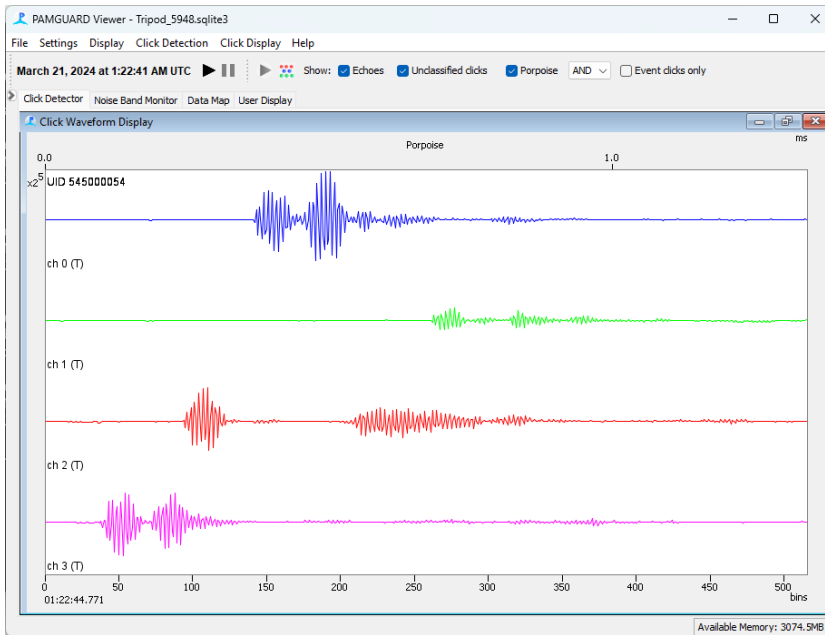 PAMGUARD Viewer - Tripod_5948.sqlite3
File Settings Display Click Detection Click Display Help
March 21, 2024 at 1:22:41 AM UTC Show: Echoes Unclassified clicks Porpoise AND Event clicks only
Click Detector Noise Band Monitor Data Map User Display
Click Waveform Display
Porpoise ms
0.0 1.0
x2^5 UID 545000054
ch 0 (T)
ch 1 (T)
ch 2 (T)
ch 3 (T)
0 50 100 150 200 250 300 350 400 450 500
01:22:44.771 bins
Available Memory: 3074.5MB